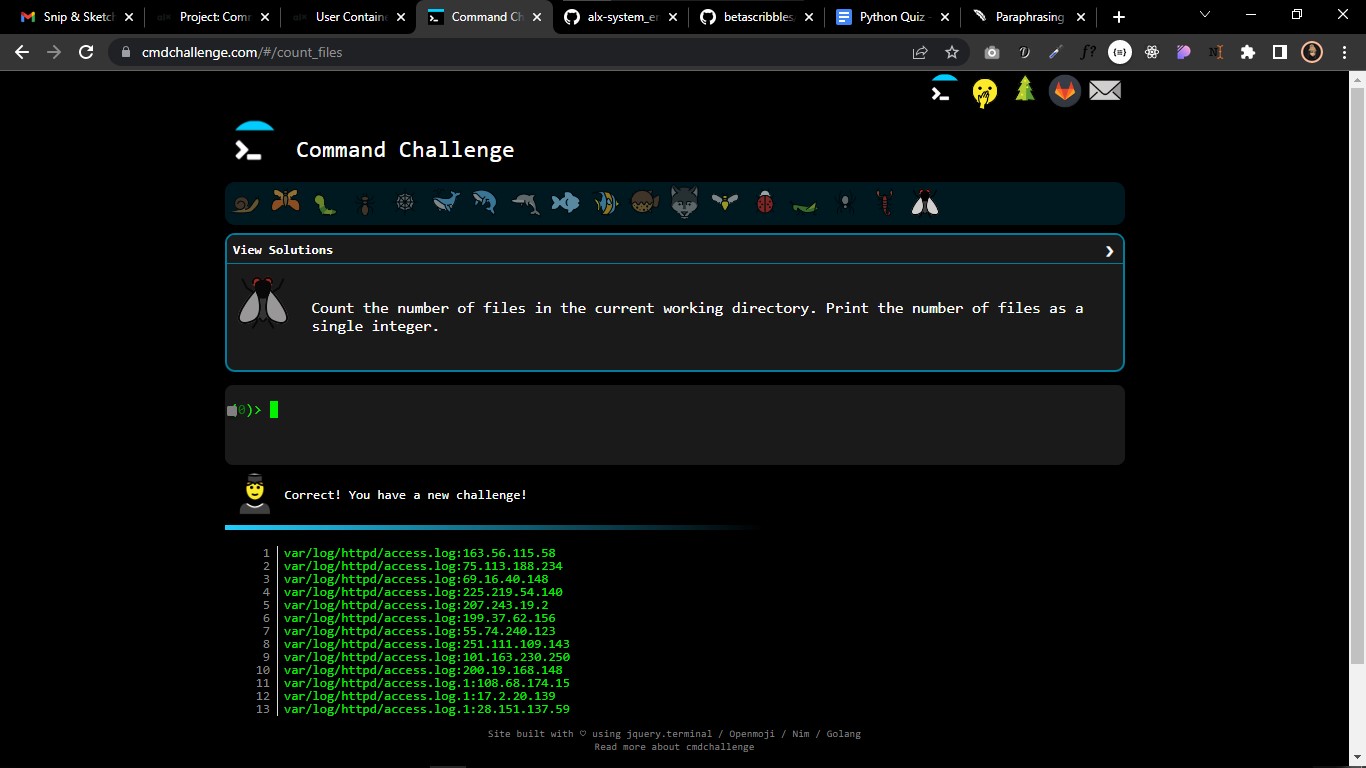 Snip & Sketch
Project: Comm
User Containe
Command Ch
alx-system_en
betascribbles
Python Quiz
Paraphrasing
cmdchallenge.com/#/count_files
Command Challenge
View Solutions
Count the number of files in the current working directory. Print the number of files as a
single integer.
0)>
Correct! You have a new challenge!
1 var/log/httpd/access.log:163.56.115.58
2 var/log/httpd/access.log:75.113.188.234
3 var/log/httpd/access.log:69.16.40.148
4 var/log/httpd/access.log:225.219.54.140
5 var/log/httpd/access.log:207.243.19.2
6 var/log/httpd/access.log:199.37.62.156
7 var/log/httpd/access.log:55.74.240.123
8 var/log/httpd/access.log:251.111.109.143
9 var/log/httpd/access.log:101.163.230.250
10 var/log/httpd/access.log:200.19.168.148
11 var/log/httpd/access.log.1:108.68.174.15
12 var/log/httpd/access.log.1:17.2.20.139
13 var/log/httpd/access.log.1:28.151.137.59
Site built with ♡ using jquery.terminal / Openmoji / Nim / Golang
Read more about cmdchallenge